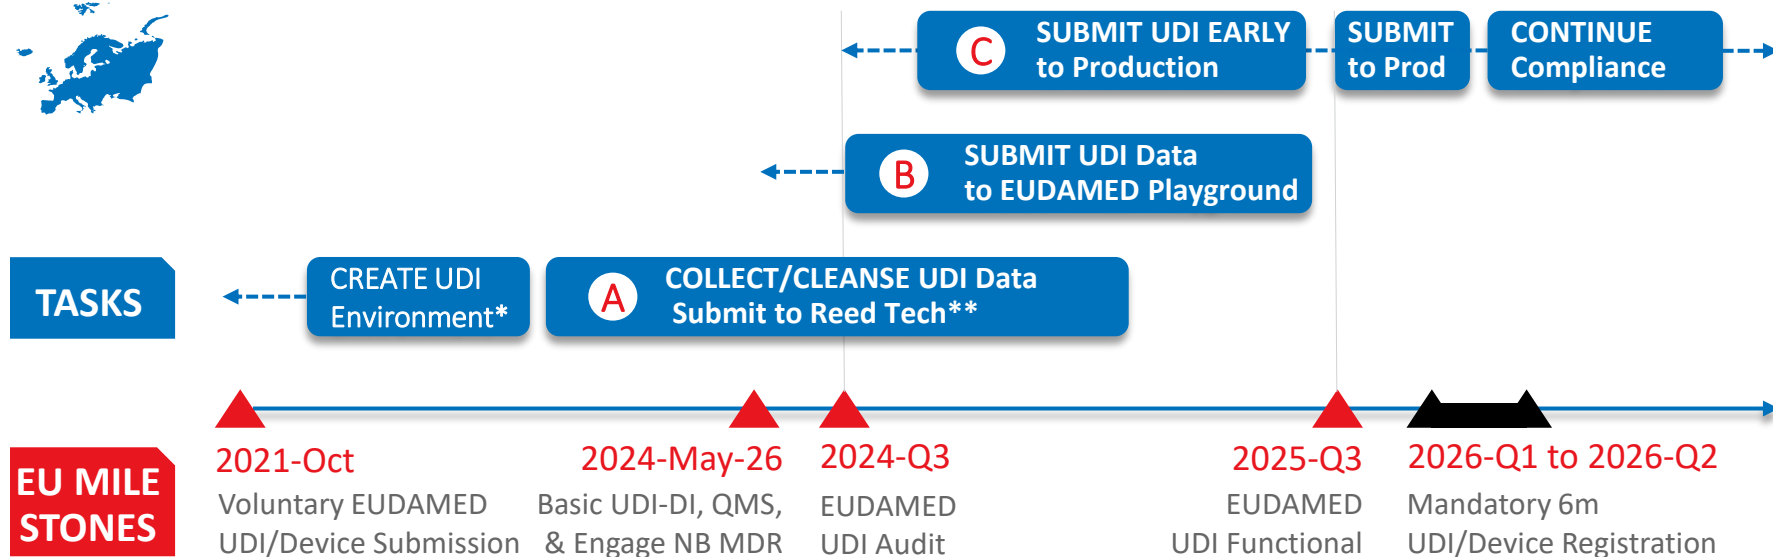 C
SUBMIT UDI EARLY
to Production
SUBMIT
to Prod
CONTINUE
Compliance
B
SUBMIT UDI Data
to EUDAMED Playground
TASKS
CREATE UDI
Environment*
A
COLLECT/CLEANSE UDI Data
Submit to Reed Tech**
EU MILE
STONES
2021-Oct
Voluntary EUDAMED
UDI/Device Submission
2024-May-26
Basic UDI-DI, QMS,
& Engage NB MDR
2024-Q3
EUDAMED
UDI Audit
2025-Q3
EUDAMED
UDI Functional
2026-Q1 to 2026-Q2
Mandatory 6m
UDI/Device Registration